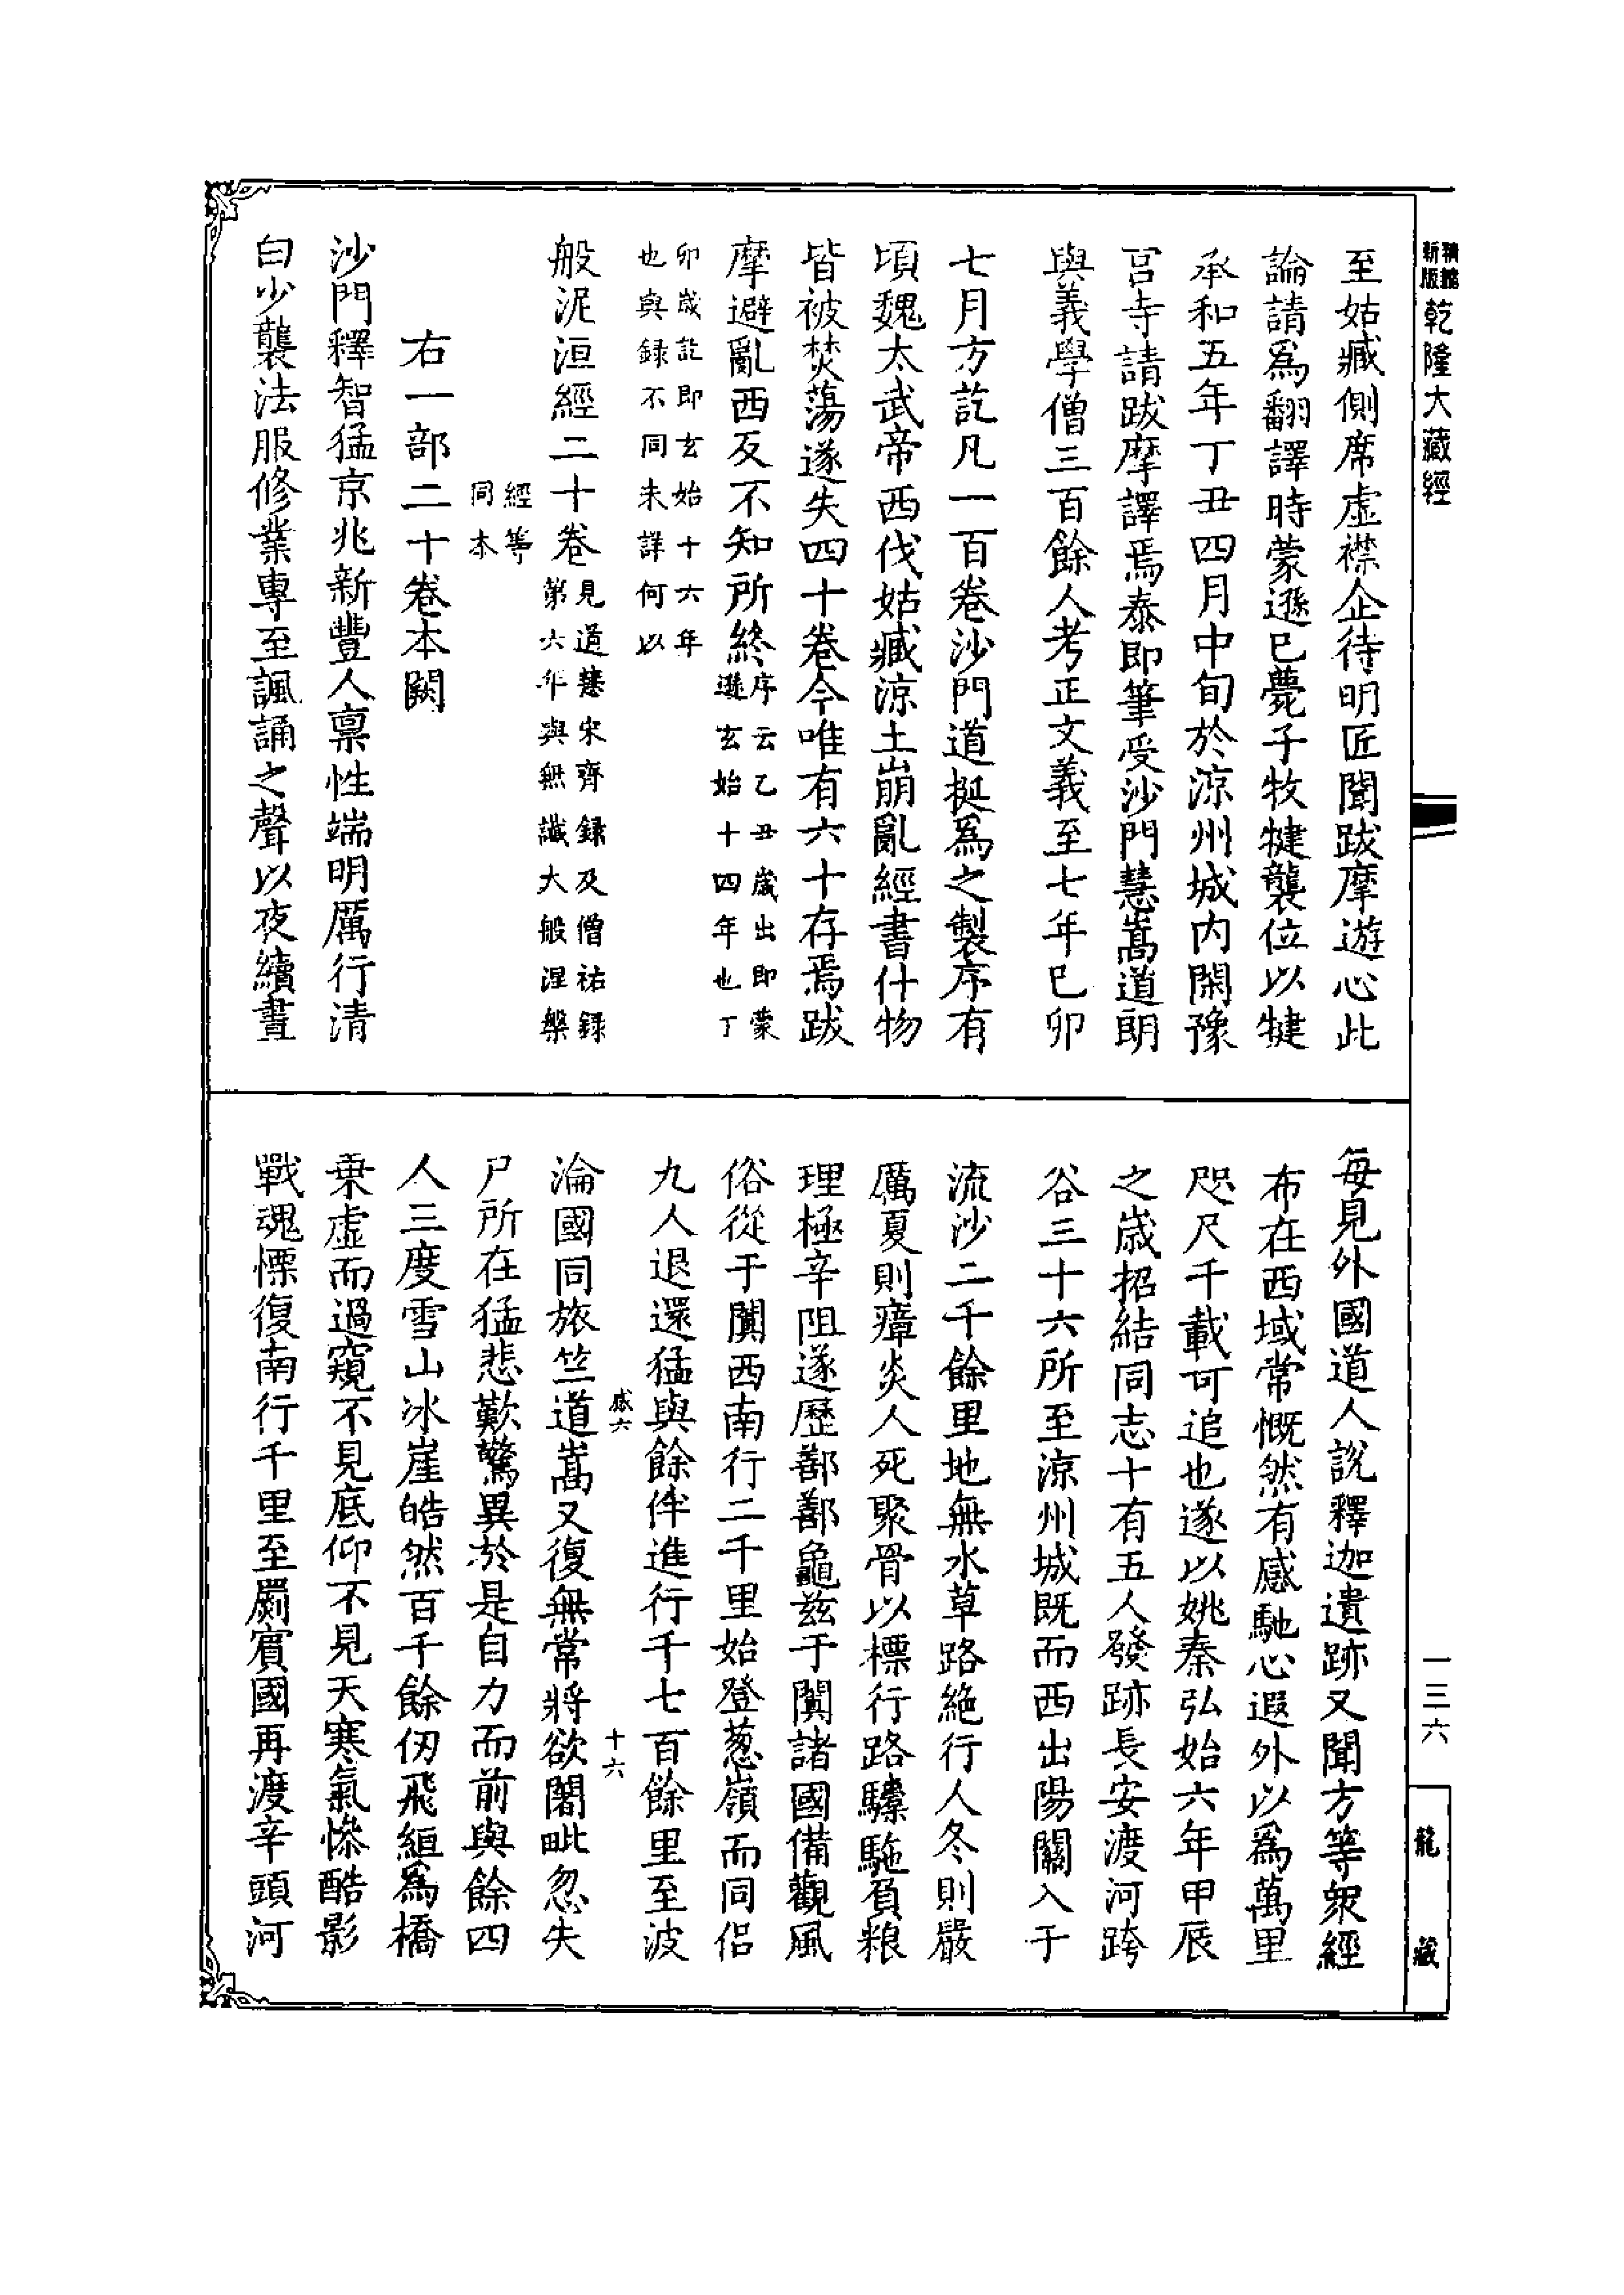 乾隆大藏經
至姑臧側席虛襟企待明匠聞跋摩遊心此
論請為翻譯時蒙遜已薨子牧犍襲位以犍
承和五年丁丑四月中旬於涼州城內閑豫
宮寺請跋摩譯焉泰即筆受沙門慧嵩道朗
與義學僧三百餘人考正文義至七年己卯
七月方訖凡一百卷沙門道挻為之製序有
頃魏太武帝西伐姑臧涼土崩亂經書什物
皆被焚蕩遂失四十卷今唯有六十存焉跋
摩避亂西反不知所終序云乙丑歲出即蒙
遜玄始十四年也丁
卯歲訖即玄始十六年
也與録不同未詳何以
般泥洹經二十卷見道慧宋齊録及僧祐録
第六年與無讖大般涅槃
經等
同本
右一部二十卷本闕
沙門釋智猛京兆新豐人禀性端明厲行清
白少襲法服修業專至諷誦之聲以夜續晝
每見外國道人說釋迦遺跡又聞方等眾經
布在西域常慨然有感馳心遐外以為萬里
咫尺千載可追也遂以姚秦弘始六年甲辰
之歲招結同志十有五人發跡長安渡河跨
谷三十六所至涼州城既而西出陽關入于
流沙二千餘里地無水草路絕行人冬則嚴
厲夏則瘴炎人死聚骨以標行路驝駞負粮
理極辛阻遂歷鄯鄯龜茲于闐諸國備觀風
俗從于闐西南行二千里始登葱嶺而同侶
九人退還猛與餘伴進行千七百餘里至波
感六
十六
淪國同旅竺道嵩又復無常將欲闍毗忽失
尸所在猛悲歎驚異於是自力而前與餘四
人三度雪山冰崖皓然百千餘仞飛縆為橋
乘虛而過窺不見底仰不見天寒氣慘酷影
戰魂慄復南行千里至罽賓國再渡辛頭河
一三六
龍藏